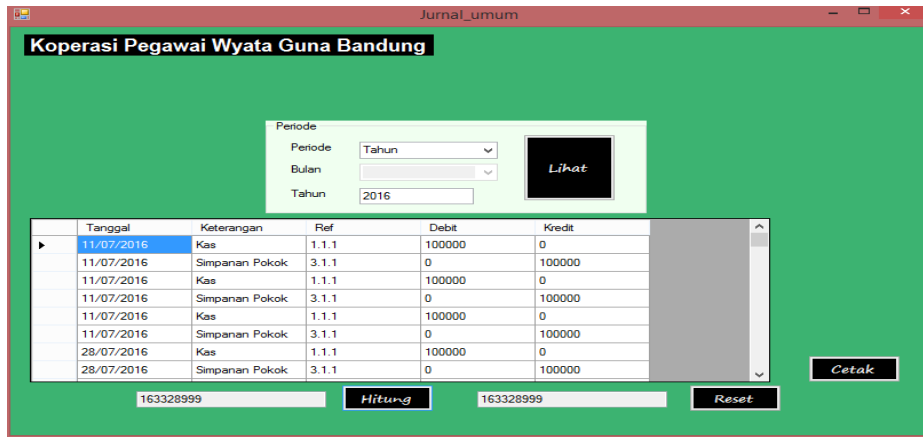 Jurnal_umum
Koperasi Pegawai Wyata Guna Bandung
Periode
Periode Tahun
Bulan
Tahun 2016
Lihat
Tanggal Keterangan Ref Debit Kredit
11/07/2016 Kas 1.1.1 100000 0
11/07/2016 Simpanan Pokok 3.1.1 0 100000
11/07/2016 Kas 1.1.1 100000 0
11/07/2016 Simpanan Pokok 3.1.1 0 100000
11/07/2016 Kas 1.1.1 100000 0
11/07/2016 Simpanan Pokok 3.1.1 0 100000
28/07/2016 Kas 1.1.1 100000 0
28/07/2016 Simpanan Pokok 3.1.1 0 100000
Cetak
163328999 Hitung 163328999 Reset